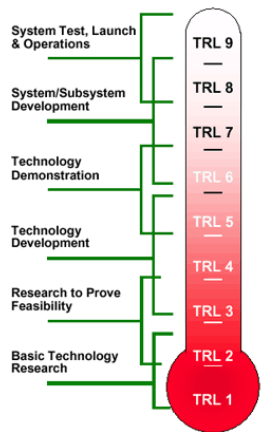 System Test, Launch
& Operations
System/Subsystem
Development
Technology
Demonstration
Technology
Development
Research to Prove
Feasibility
Basic Technology
Research
TRL 9
TRL 8
TRL 7
TRL 6
TRL 5
TRL 4
TRL 3
TRL 2
TRL 1